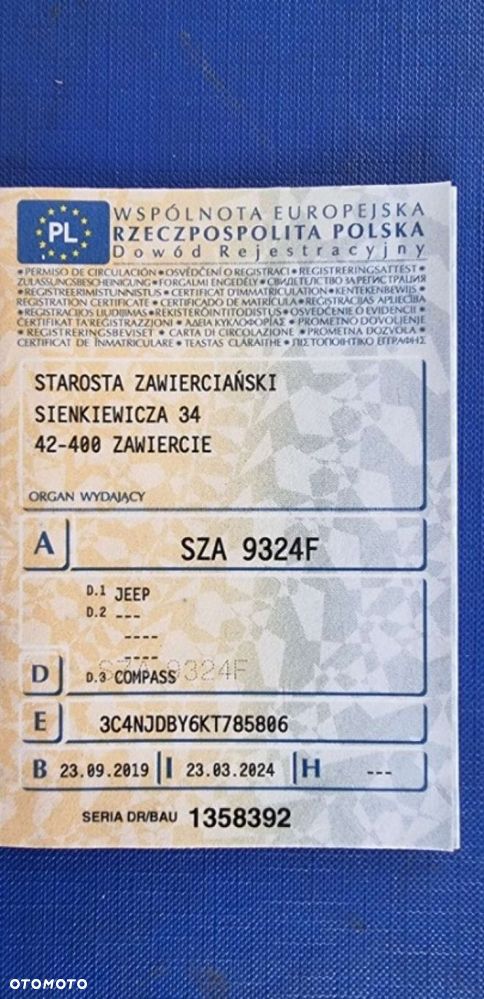 PL
WSPÓLNOTA EUROPEJSKA
RZECZPOSPOLITA POLSKA
Dowód Rejestracyjny
• PERMISO DE CIRCULACIÓN • OSVĚDČENÍ O REGISTRACI • REGISTRERINGSATTEST •
ZULASSUNGSBESCHEINIGUNG • FORGALMI ENGEDÉLY • СВИДЕТЕЛСТВО ЗА РЕГИСТРАЦИЯ
• REGISTREERIMISTUNNISTUS • CERTIFICAT D'IMMATRICULATION • KENTEKENBEWIJS •
REGISTRATION CERTIFICATE • CERTIFICADO DE MATRÍCULA • REGISTRĀCIJAS APLIECĪBA
• REGISTRACIJOS LIUDIJIMAS • REKISTERÖINTITODISTUS • OSVEDČENIE O EVIDENCII •
ĊERTIFIKAT TA'REĠISTRAZZJONI • ΑΔΕΙΑ ΚΥΚΛΟΦΟΡΙΑΣ • PROMETNO DOVOLJENJE
• REGISTRERINGSBEVISET • CARTA DI CIRCOLAZIONE • PROMETNA DOZVOLA •
CERTIFICAT DE ÎNMATRICULARE • TEASTAS CLÁRAITHE •
STAROSTA ZAWIERCIAŃSKI
SIENKIEWICZA 34
42-400 ZAWIERCIE
ORGAN WYDAJĄCY
A SZA 9324F
D.1 JEEP
D.2 ---
----
----
SZA 9324F
D D.3 COMPASS
E 3C4NJDBY6KT785806
B 23.09.2019 I 23.03.2024 H ---
SERIA DR/BAU 1358392
OTOMOTO